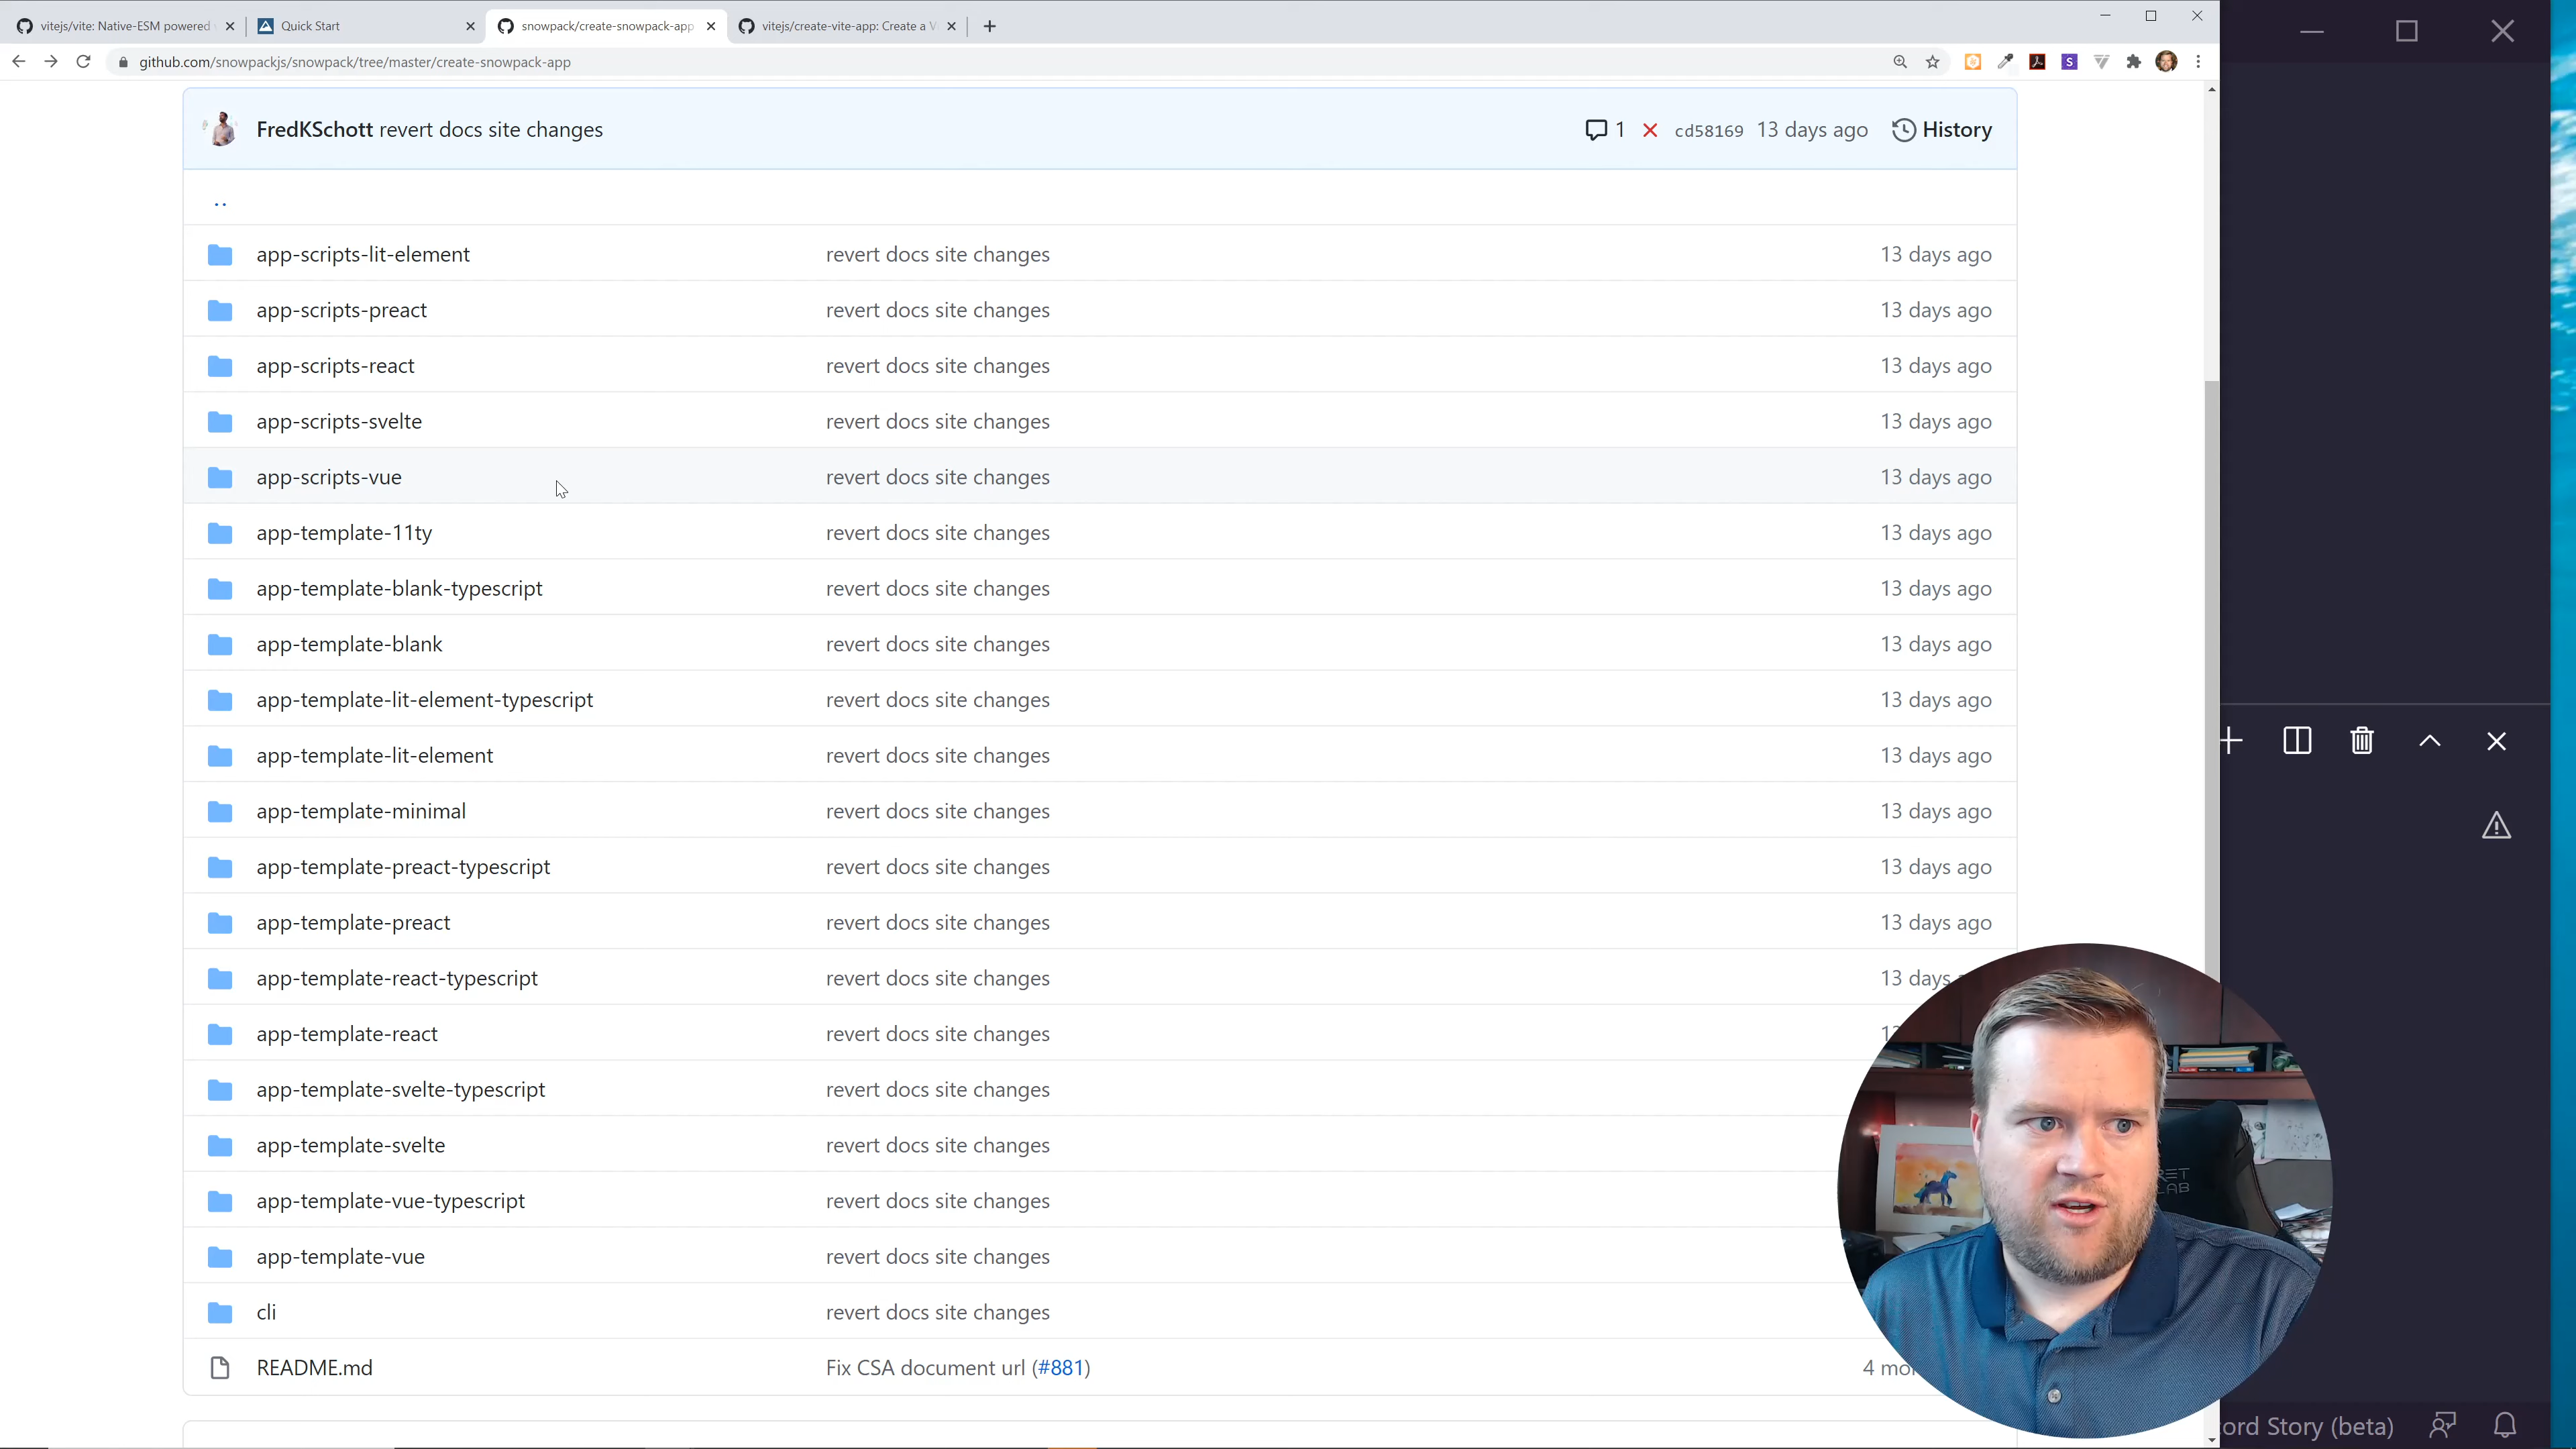 vitejs/vite: Native-ESM powered
Quick Start
snowpack/create-snowpack-app
vitejs/create-vite-app: Create a V
github.com/snowpackjs/snowpack/tree/master/create-snowpack-app
FredKSchott revert docs site changes
1
cd58169 13 days ago
History
..
app-scripts-lit-element revert docs site changes 13 days ago
app-scripts-preact revert docs site changes 13 days ago
app-scripts-react revert docs site changes 13 days ago
app-scripts-svelte revert docs site changes 13 days ago
app-scripts-vue revert docs site changes 13 days ago
app-template-11ty revert docs site changes 13 days ago
app-template-blank-typescript revert docs site changes 13 days ago
app-template-blank revert docs site changes 13 days ago
app-template-lit-element-typescript revert docs site changes 13 days ago
app-template-lit-element revert docs site changes 13 days ago
app-template-minimal revert docs site changes 13 days ago
app-template-preact-typescript revert docs site changes 13 days ago
app-template-preact revert docs site changes 13 days ago
app-template-react-typescript revert docs site changes 13 days
app-template-react revert docs site changes
app-template-svelte-typescript revert docs site changes
app-template-svelte revert docs site changes
app-template-vue-typescript revert docs site changes
app-template-vue revert docs site changes
cli revert docs site changes
README.md Fix CSA document url (#881) 4
Story (beta)